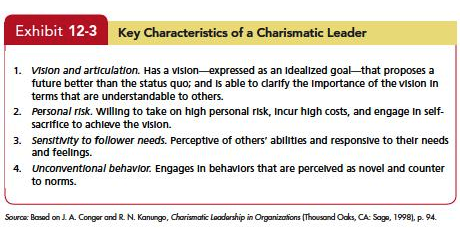 Exhibit 12-3 Key Characteristics of a Charismatic Leader
1. Vision and articulation. Has a vision—expressed as an idealized goal—that proposes a
future better than the status quo; and is able to clarify the importance of the vision in
terms that are understandable to others.
2. Personal risk. Willing to take on high personal risk, incur high costs, and engage in self-
sacrifice to achieve the vision.
3. Sensitivity to follower needs. Perceptive of others' abilities and responsive to their needs
and feelings.
4. Unconventional behavior. Engages in behaviors that are perceived as novel and counter
to norms.
Source: Based on J. A. Conger and R. N. Kanungo, Charismatic Leadership in Organizations (Thousand Oaks, CA: Sage, 1998), p. 94.